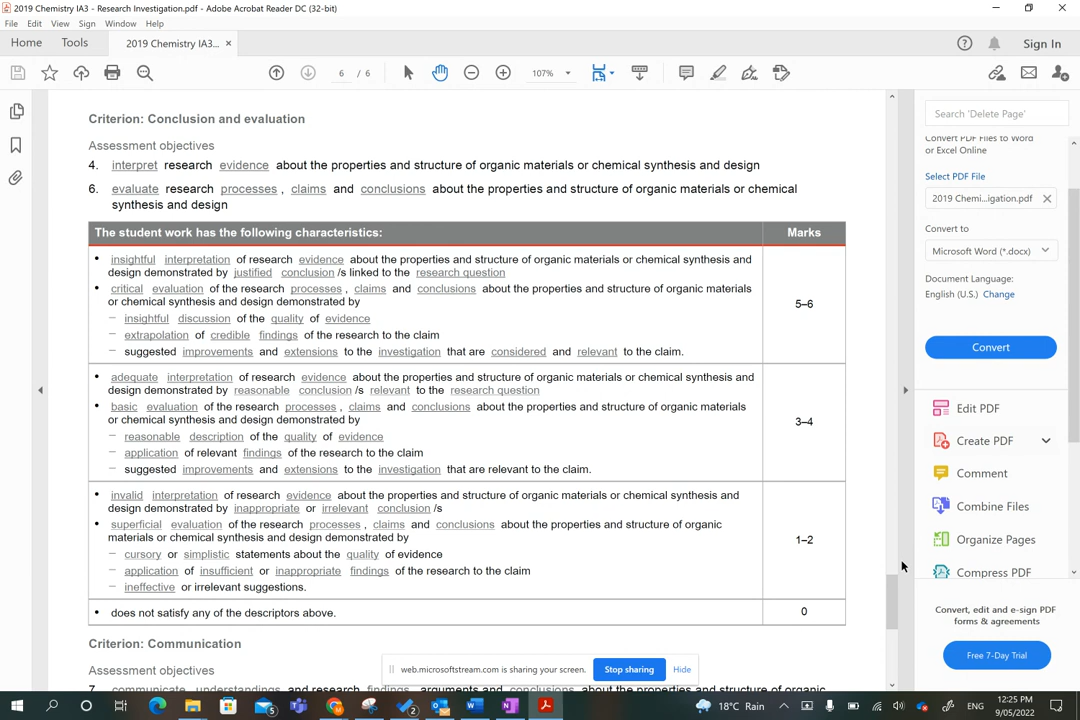 2019 Chemistry IA3 - Research Investigation.pdf - Adobe Acrobat Reader DC (32-bit)
File Edit View Sign Window Help
Home Tools 2019 Chemistry IA3... × Sign In
6 / 6 107%
Criterion: Conclusion and evaluation
Assessment objectives
4. interpret research evidence about the properties and structure of organic materials or chemical synthesis and design
6. evaluate research processes , claims and conclusions about the properties and structure of organic materials or chemical
synthesis and design
The student work has the following characteristics: Marks
• insightful interpretation of research evidence about the properties and structure of organic materials or chemical synthesis and
design demonstrated by justified conclusion /s linked to the research question
• critical evaluation of the research processes , claims and conclusions about the properties and structure of organic materials
or chemical synthesis and design demonstrated by
– insightful discussion of the quality of evidence
– extrapolation of credible findings of the research to the claim
– suggested improvements and extensions to the investigation that are considered and relevant to the claim.
5–6
• adequate interpretation of research evidence about the properties and structure of organic materials or chemical synthesis and
design demonstrated by reasonable conclusion /s relevant to the research question
• basic evaluation of the research processes , claims and conclusions about the properties and structure of organic materials
or chemical synthesis and design demonstrated by
– reasonable description of the quality of evidence
– application of relevant findings of the research to the claim
– suggested improvements and extensions to the investigation that are relevant to the claim.
3–4
• invalid interpretation of research evidence about the properties and structure of organic materials or chemical synthesis and
design demonstrated by inappropriate or irrelevant conclusion /s
• superficial evaluation of the research processes , claims and conclusions about the properties and structure of organic
materials or chemical synthesis and design demonstrated by
– cursory or simplistic statements about the quality of evidence
– application of insufficient or inappropriate findings of the research to the claim
– ineffective or irrelevant suggestions.
1–2
• does not satisfy any of the descriptors above. 0
Criterion: Communication
Assessment objectives
7. communicate understandings and research findings, arguments and conclusions about the properties and structure of organic
web.microsoftstream.com is sharing your screen. Stop sharing Hide
Search 'Delete Page'
Convert PDF Files to Word
or Excel Online
Select PDF File
2019 Chemi...igation.pdf ×
Convert to
Microsoft Word (*.docx)
Document Language:
English (U.S.) Change
Convert
Edit PDF
Create PDF
Comment
Combine Files
Organize Pages
Compress PDF
Convert, edit and e-sign PDF
forms & agreements
Free 7-Day Trial
5 2 18°C Rain 12:25 PM
9/05/2022